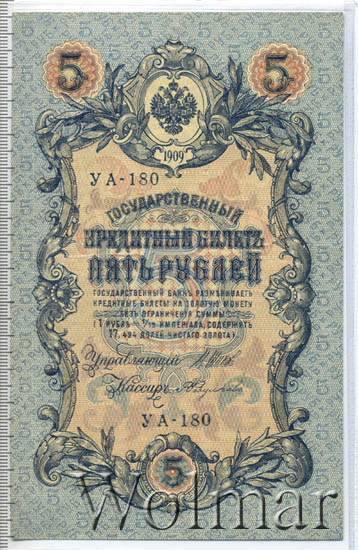 5 5
1909
УА-180
ГОСУДАРСТВЕННЫЙ
КРЕДИТНЫЙ БИЛЕТЪ
ПЯТЬ РУБЛЕЙ
ГОСУДАРСТВЕННЫЙ БАНКЪ РАЗМѢНИВАЕТЪ
КРЕДИТНЫЕ БИЛЕТЫ НА ЗОЛОТУЮ МОНЕТУ
БЕЗЪ ОГРАНИЧЕНІЯ СУММЫ
(1 РУБЛЬ = 1/15 ИМПЕРІАЛА, СОДЕРЖИТЪ
17,424 ДОЛЕЙ ЧИСТАГО ЗОЛОТА).
Управляющій
Кассиръ
УА-180
5
Wolmar